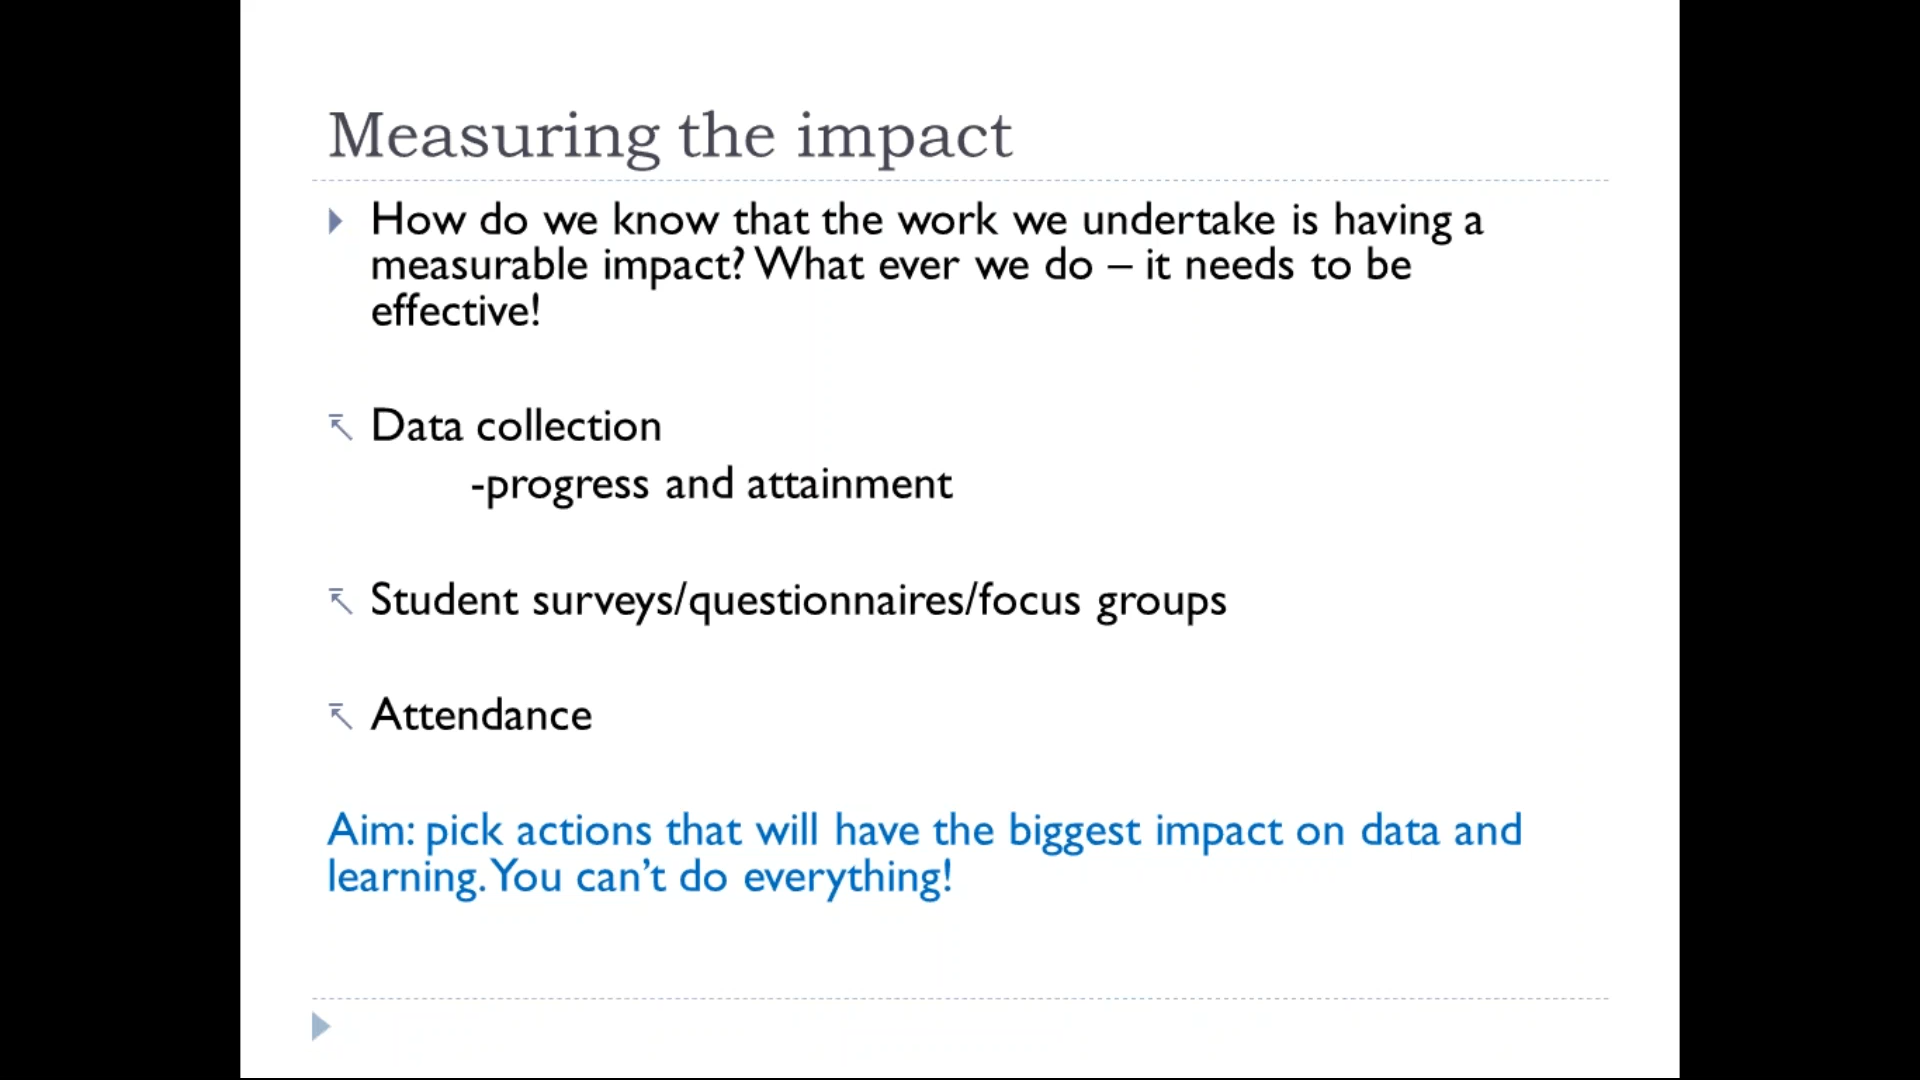 Measuring the impact
How do we know that the work we undertake is having a
measurable impact? What ever we do – it needs to be
effective!
Data collection
-progress and attainment
Student surveys/questionnaires/focus groups
Attendance
Aim: pick actions that will have the biggest impact on data and
learning. You can’t do everything!